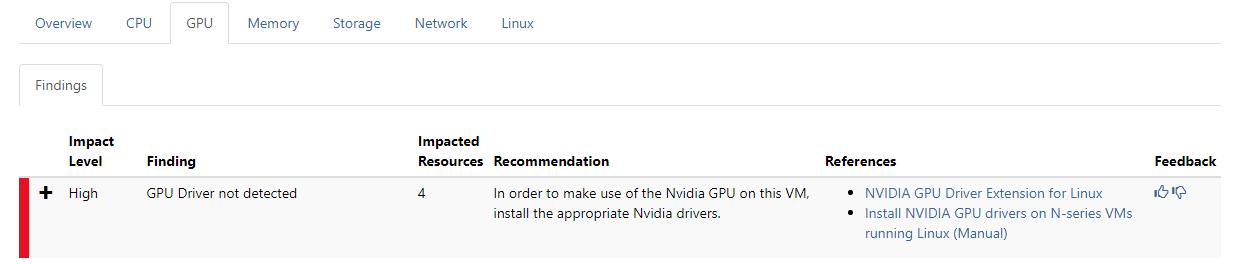 Overview CPU GPU Memory Storage Network Linux
Findings
Impact Level Finding Impacted Resources Recommendation References Feedback
High GPU Driver not detected 4 In order to make use of the Nvidia GPU on this VM,
install the appropriate Nvidia drivers.
NVIDIA GPU Driver Extension for Linux
Install NVIDIA GPU drivers on N-series VMs
running Linux (Manual)